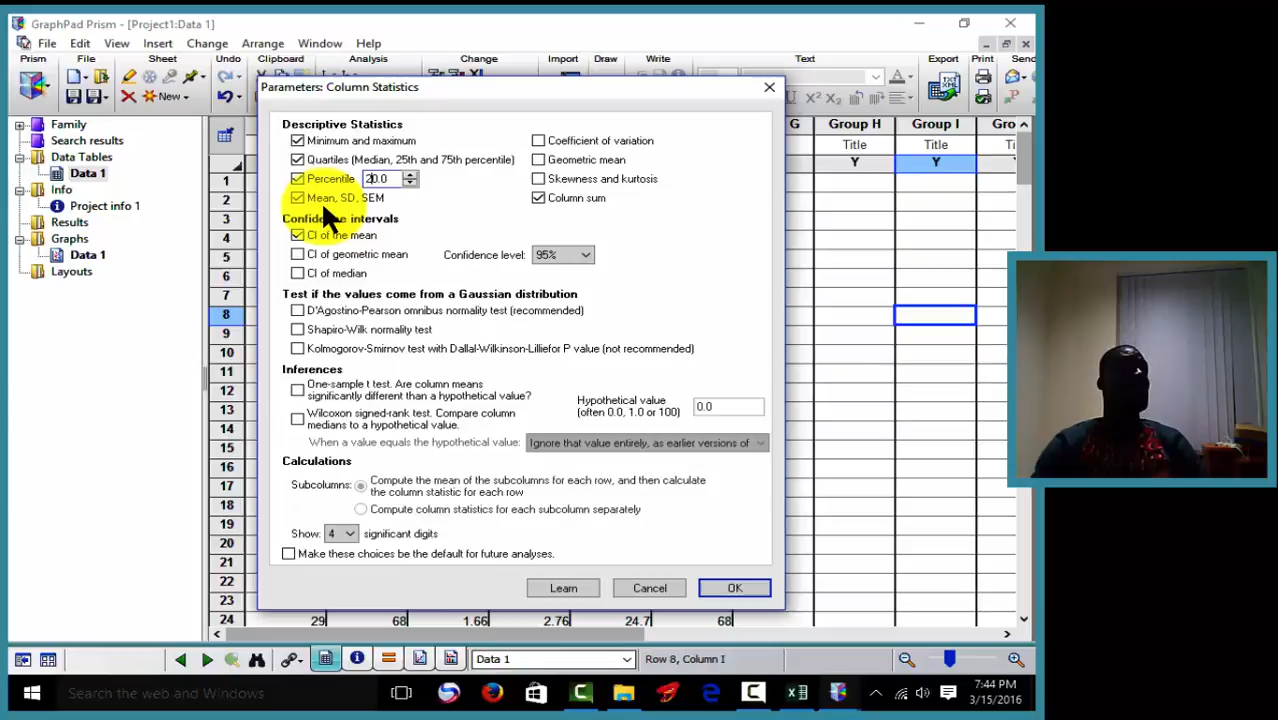 GraphPad Prism - [Project1:Data 1]
File Edit View Insert Change Arrange Window Help
Prism File Sheet Undo Clipboard Analysis Change Import Draw Write Text Export Print Send
New
Parameters: Column Statistics
Descriptive Statistics
Minimum and maximum
Coefficient of variation
Quartiles (Median, 25th and 75th percentile)
Geometric mean
Percentile 20.0
Skewness and kurtosis
Mean, SD, SEM
Column sum
Confidence intervals
CI of the mean
CI of geometric mean
Confidence level: 95%
CI of median
Test if the values come from a Gaussian distribution
D'Agostino-Pearson omnibus normality test (recommended)
Shapiro-Wilk normality test
Kolmogorov-Smirnov test with Dallal-Wilkinson-Lilliefor P value (not recommended)
Inferences
One-sample t test. Are column means
significantly different than a hypothetical value?
Hypothetical value
(often 0.0, 1.0 or 100)
0.0
Wilcoxon signed-rank test. Compare column
medians to a hypothetical value.
When a value equals the hypothetical value: Ignore that value entirely, as earlier versions of
Calculations
Subcolumns: Compute the mean of the subcolumns for each row, and then calculate
the column statistic for each row
Compute column statistics for each subcolumn separately
Show: 4 significant digits
Make these choices be the default for future analyses.
Learn Cancel OK
Family
Search results
Data Tables
Data 1
Info
Project info 1
Results
Graphs
Data 1
Layouts
G Group H Group I Gro
Title Title
Y Y
1
2
3
4
5
6
7
8
9
10
11
12
13
14
15
16
17
18
19
20
21
22
23
24 29 68 1.66 2.76 24.7 68
Data 1
Row 8, Column I
Search the web and Windows
7:44 PM
3/15/2016